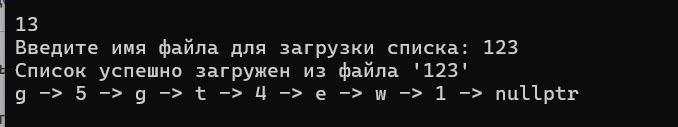 13
Введите имя файла для загрузки списка: 123
Список успешно загружен из файла '123'
g -> 5 -> g -> t -> 4 -> e -> w -> 1 -> nullptr